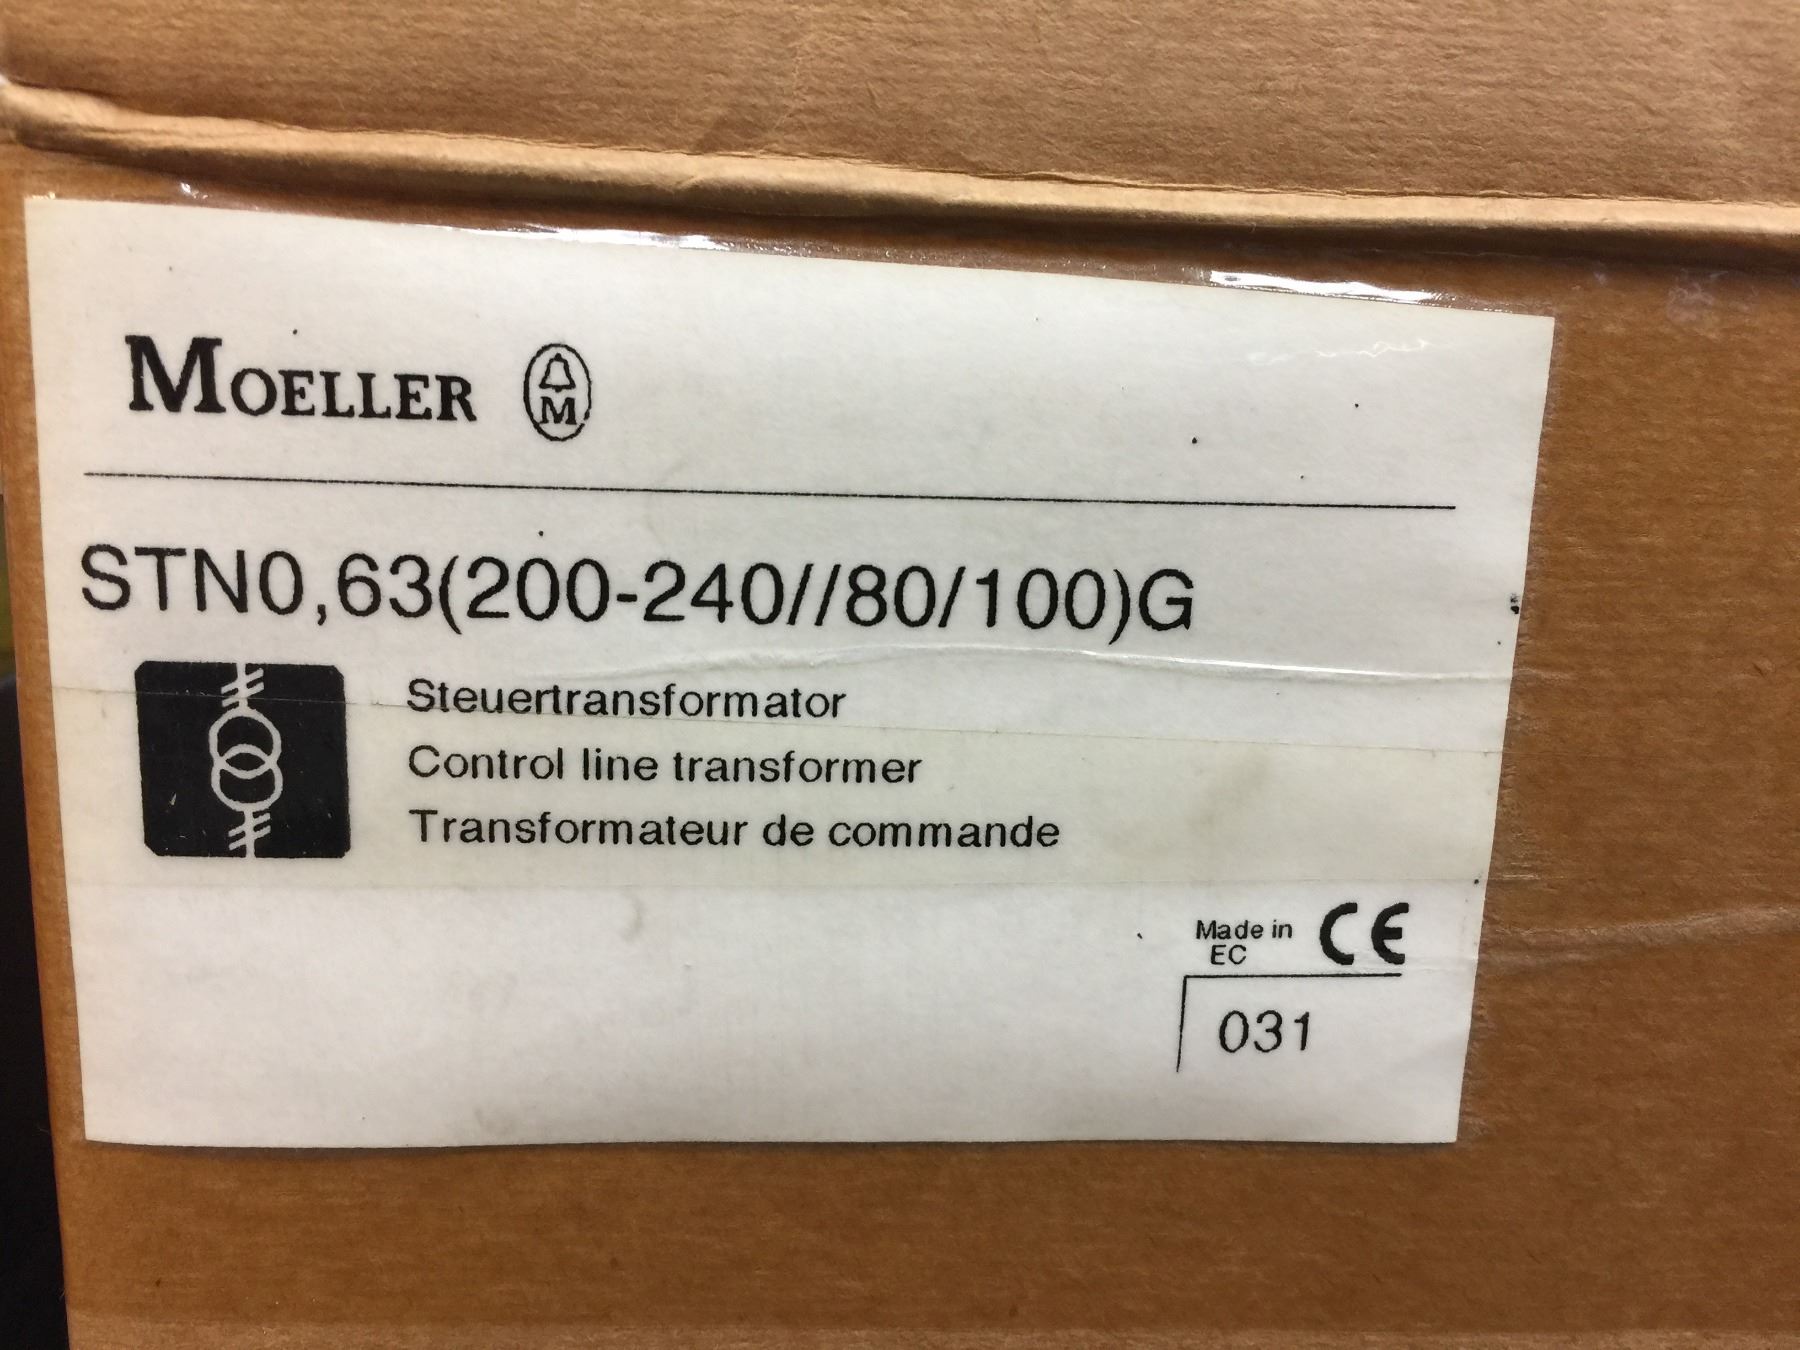 MOELLER M
STN0,63(200-240//80/100)G
Steuertransformator
Control line transformer
Transformateur de commande
Made in
EC CE
031